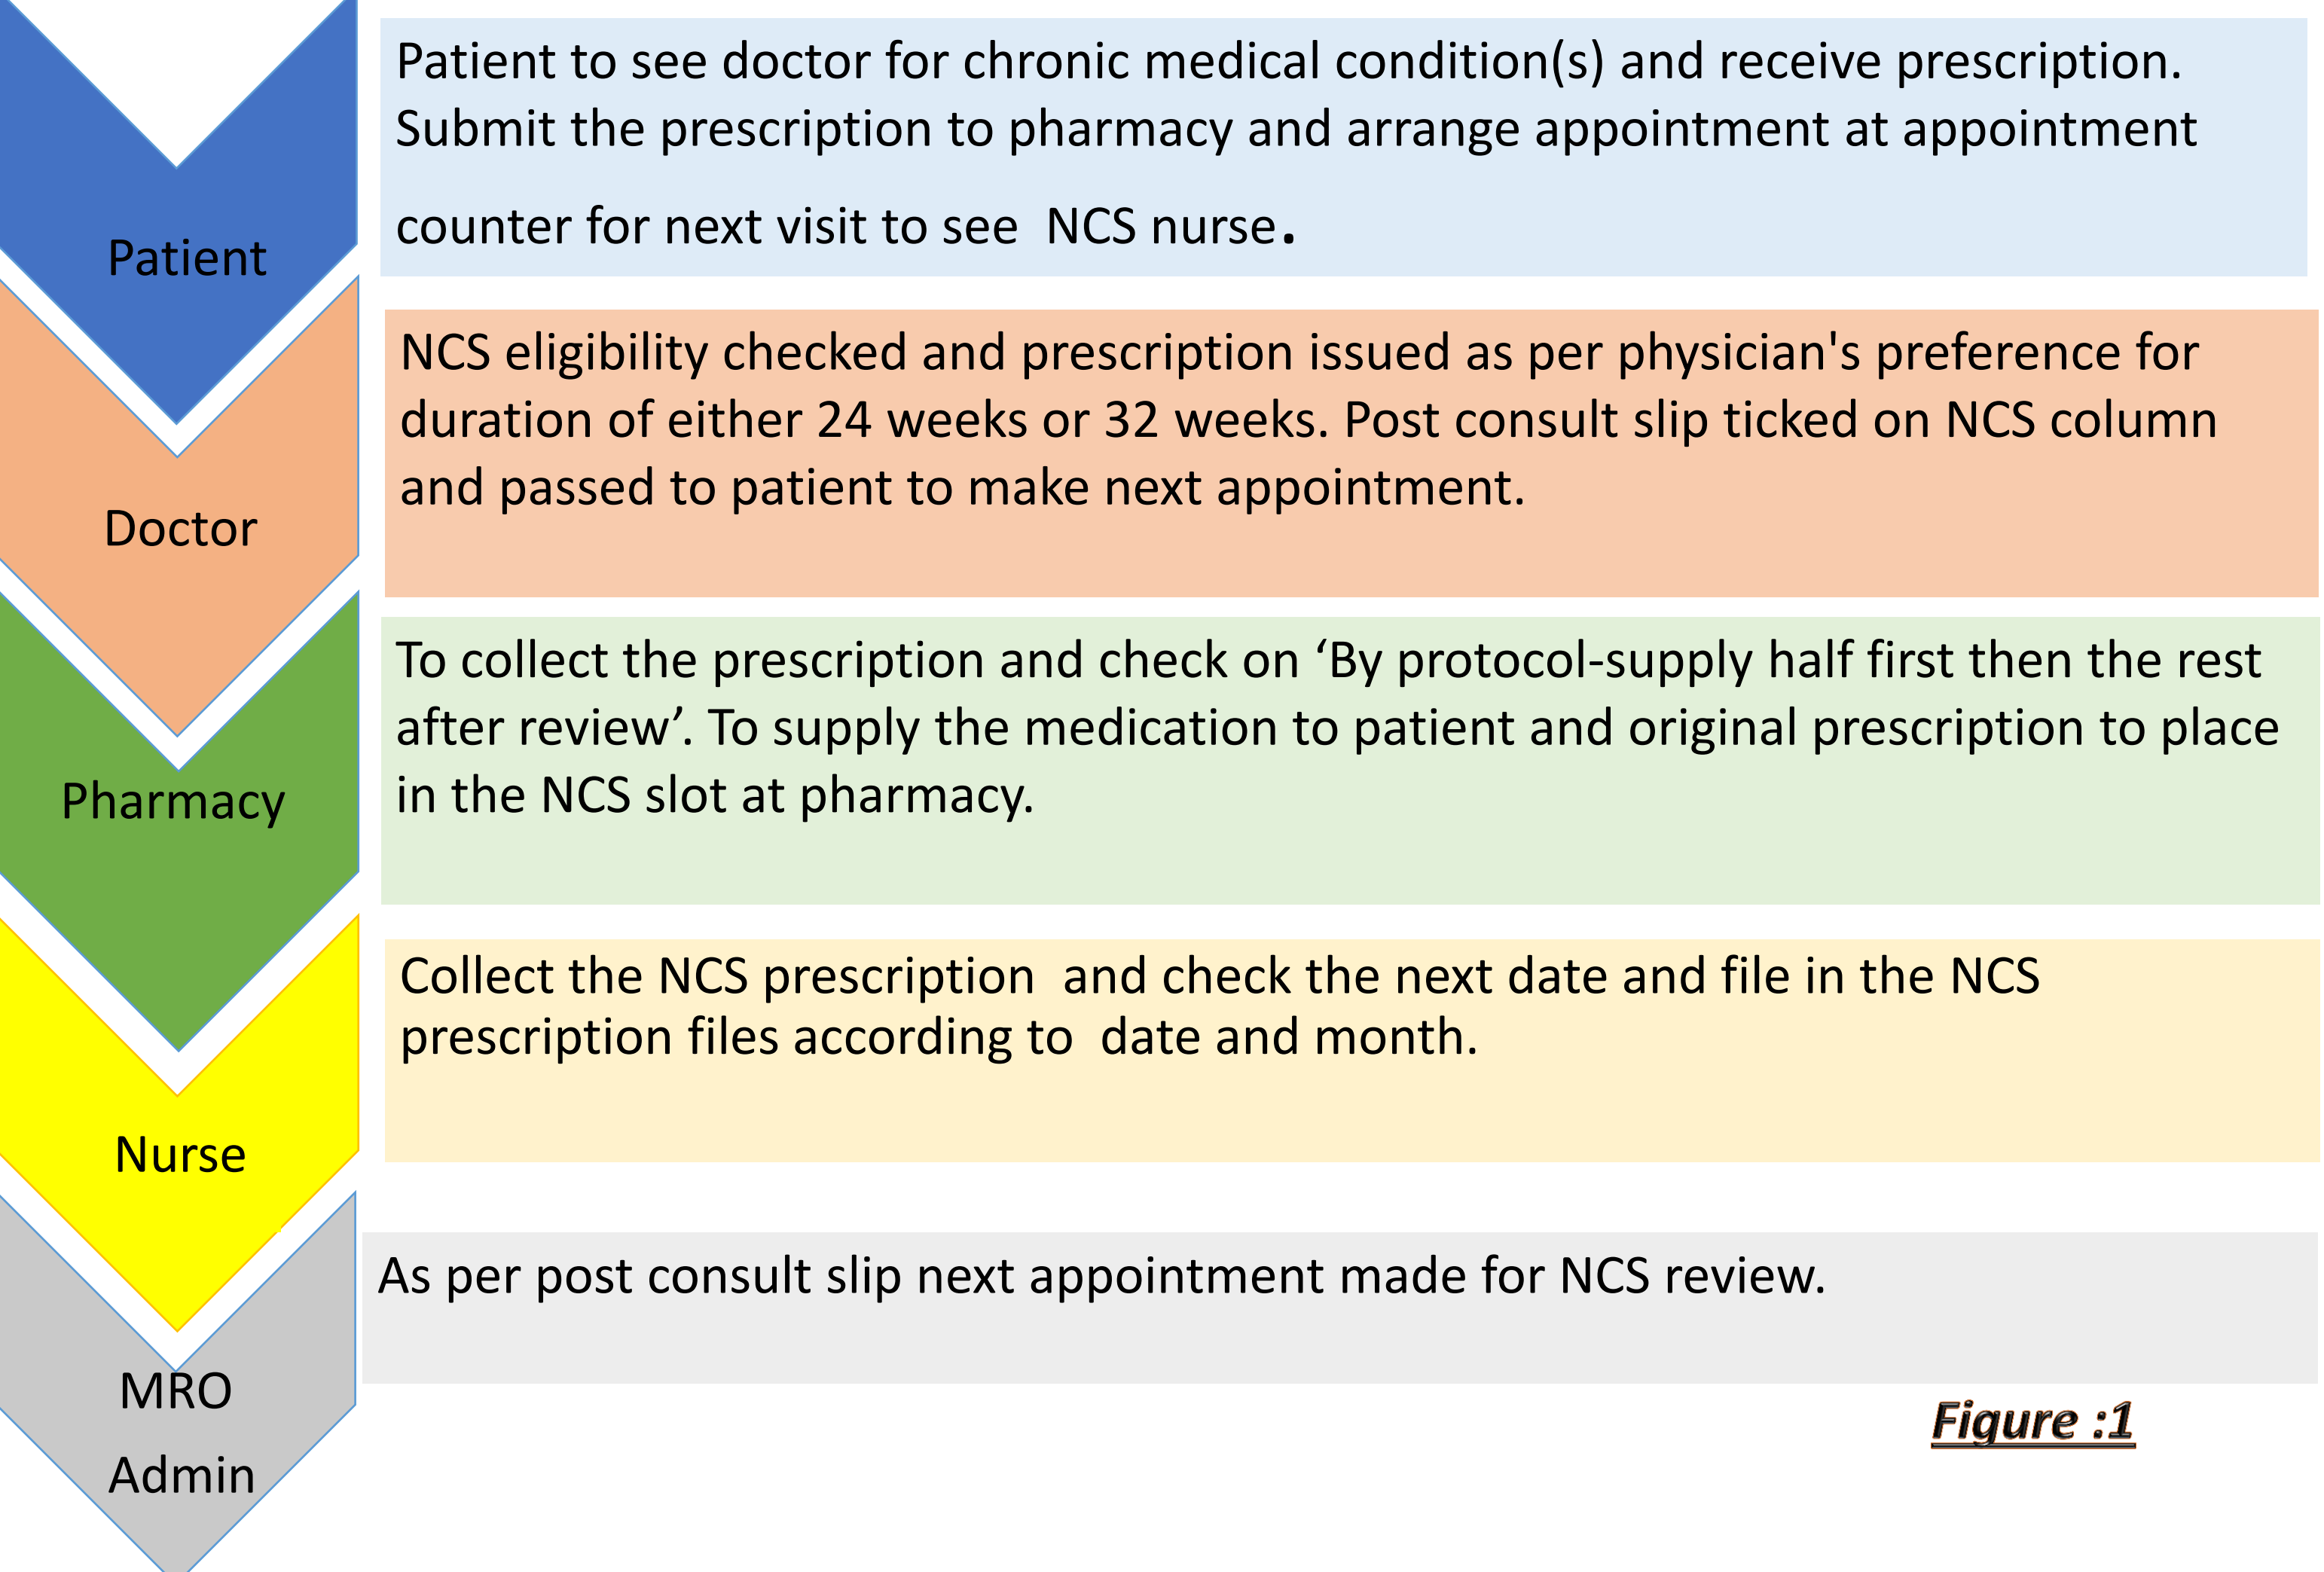 Patient
Patient to see doctor for chronic medical condition(s) and receive prescription.
Submit the prescription to pharmacy and arrange appointment at appointment
counter for next visit to see  NCS nurse.
Doctor
NCS eligibility checked and prescription issued as per physician's preference for
duration of either 24 weeks or 32 weeks. Post consult slip ticked on NCS column
and passed to patient to make next appointment.
Pharmacy
To collect the prescription and check on ‘By protocol-supply half first then the rest
after review’. To supply the medication to patient and original prescription to place
in the NCS slot at pharmacy.
Nurse
Collect the NCS prescription  and check the next date and file in the NCS
prescription files according to  date and month.
MRO
Admin
As per post consult slip next appointment made for NCS review.
Figure :1